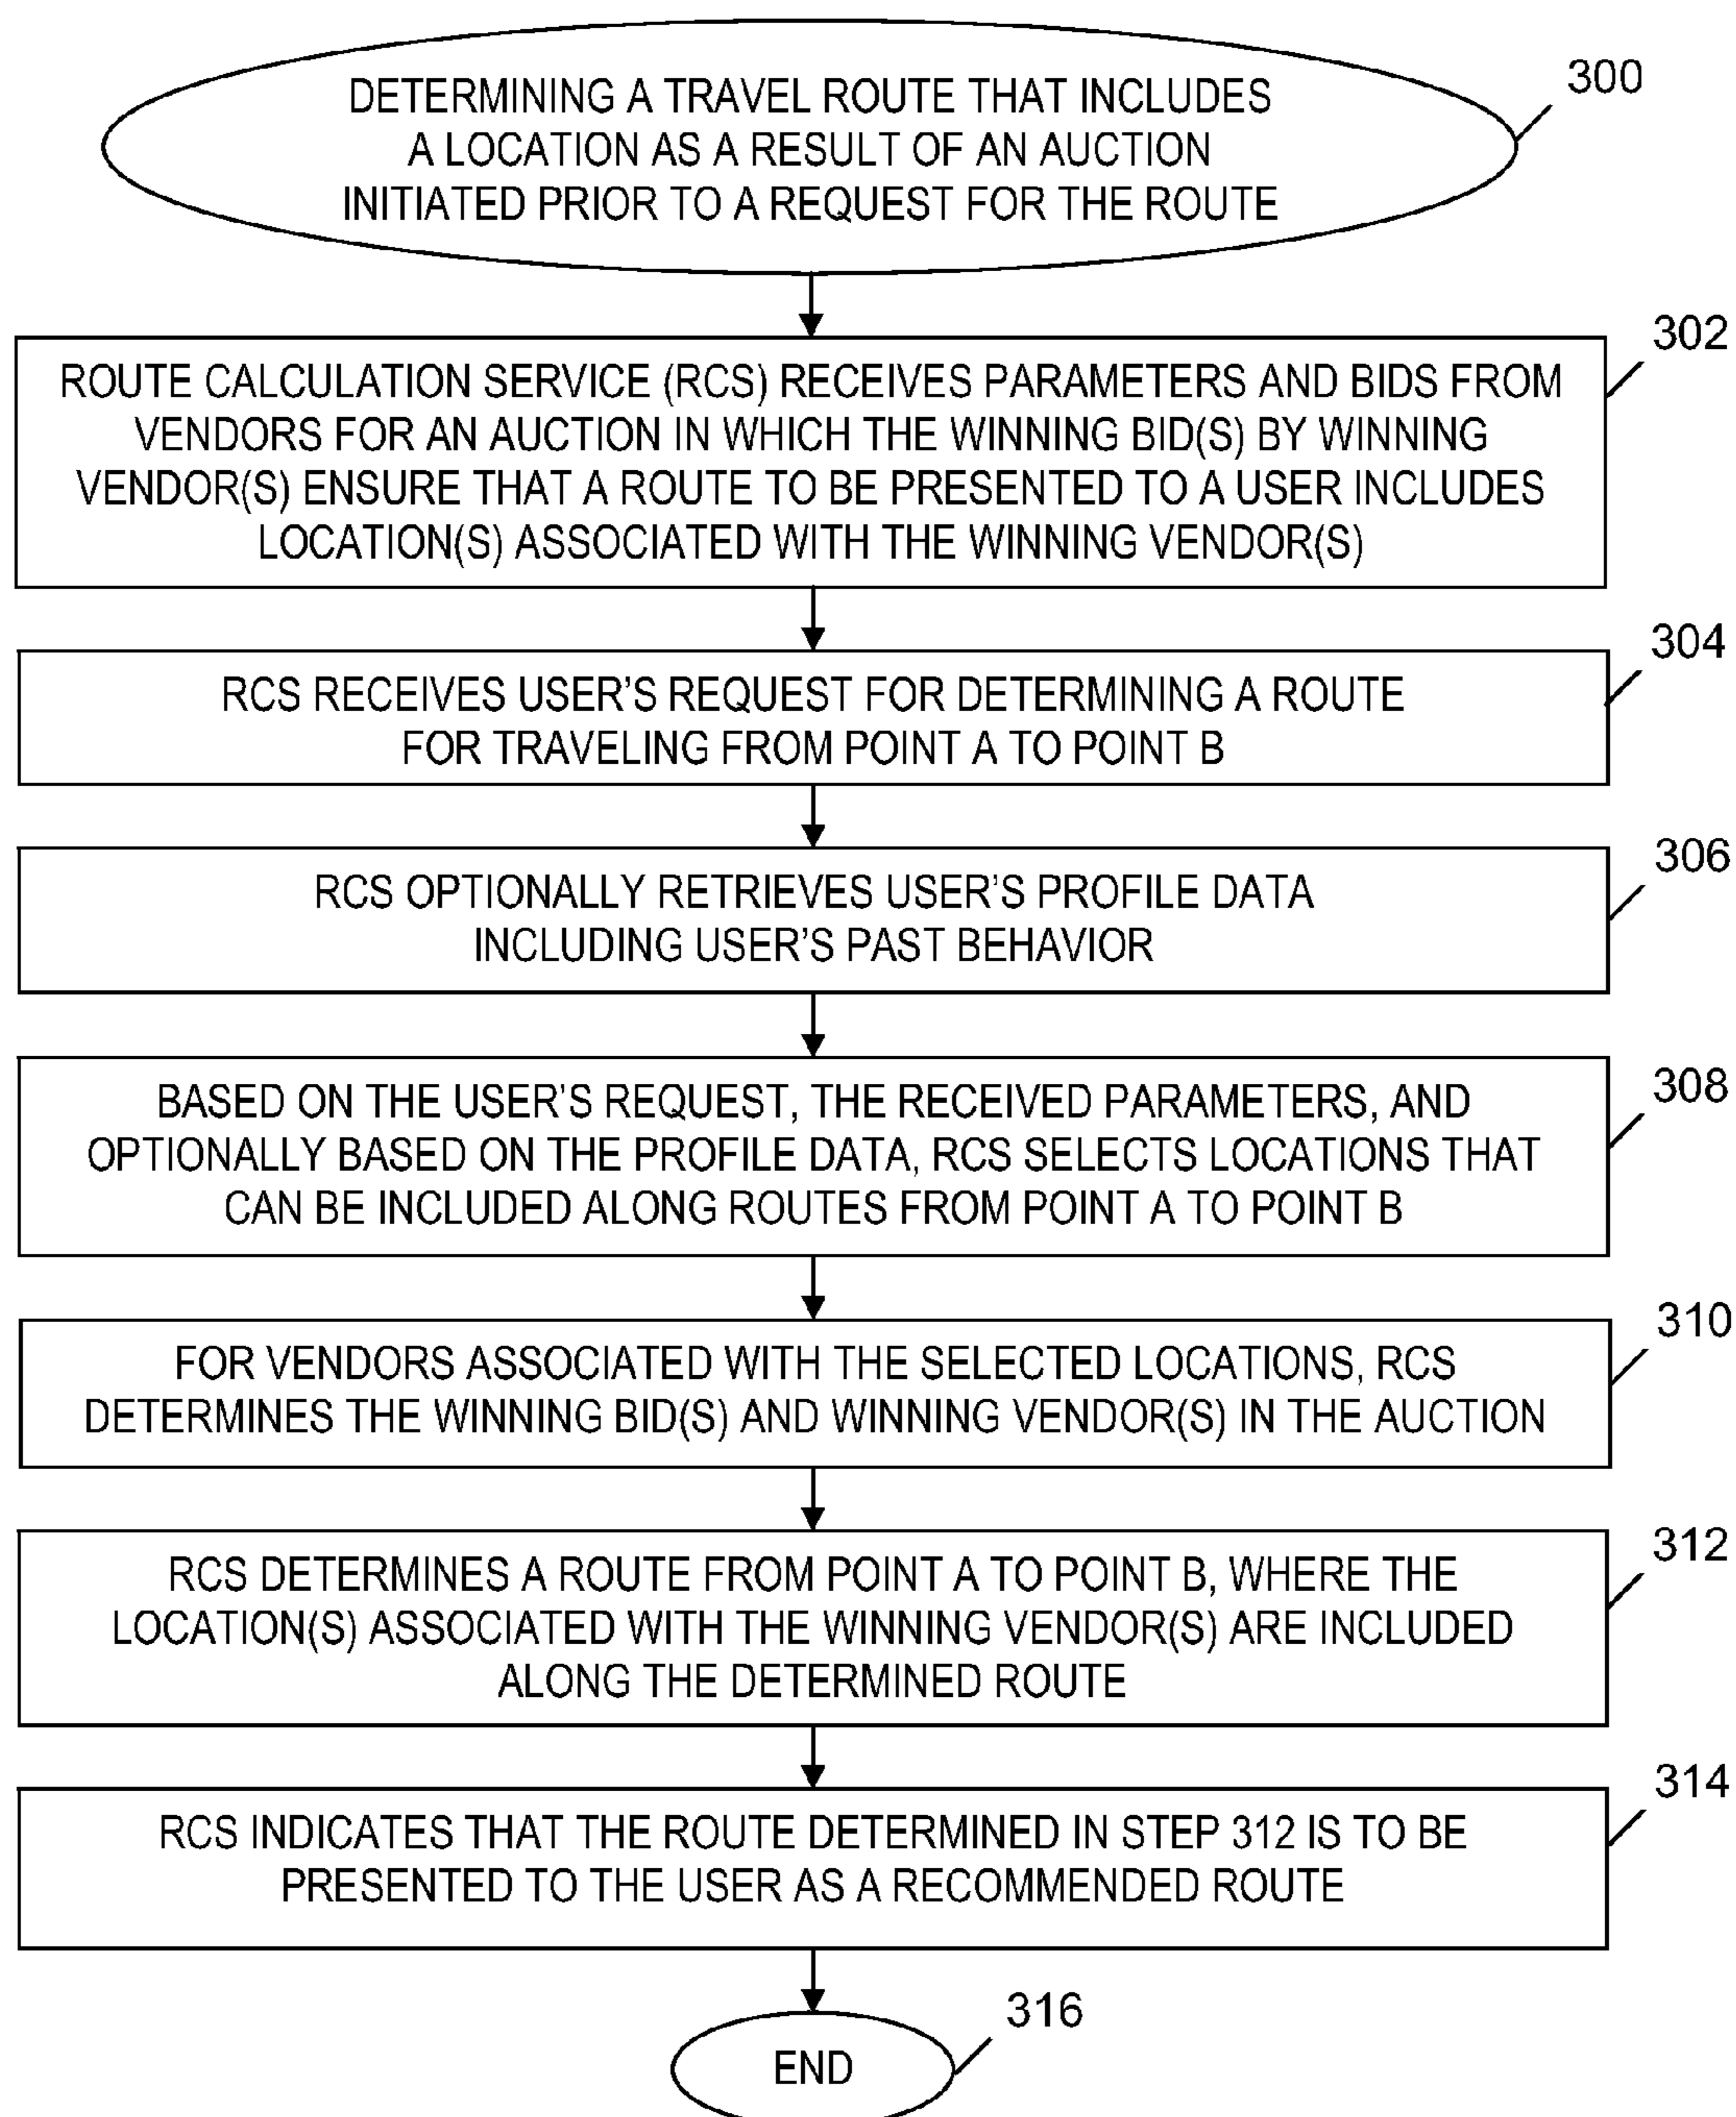 DETERMINING A TRAVEL ROUTE THAT INCLUDES
A LOCATION AS A RESULT OF AN AUCTION
INITIATED PRIOR TO A REQUEST FOR THE ROUTE
300
ROUTE CALCULATION SERVICE (RCS) RECEIVES PARAMETERS AND BIDS FROM
VENDORS FOR AN AUCTION IN WHICH THE WINNING BID(S) BY WINNING
VENDOR(S) ENSURE THAT A ROUTE TO BE PRESENTED TO A USER INCLUDES
LOCATION(S) ASSOCIATED WITH THE WINNING VENDOR(S)
302
RCS RECEIVES USER'S REQUEST FOR DETERMINING A ROUTE
FOR TRAVELING FROM POINT A TO POINT B
304
RCS OPTIONALLY RETRIEVES USER'S PROFILE DATA
INCLUDING USER'S PAST BEHAVIOR
306
BASED ON THE USER'S REQUEST, THE RECEIVED PARAMETERS, AND
OPTIONALLY BASED ON THE PROFILE DATA, RCS SELECTS LOCATIONS THAT
CAN BE INCLUDED ALONG ROUTES FROM POINT A TO POINT B
308
FOR VENDORS ASSOCIATED WITH THE SELECTED LOCATIONS, RCS
DETERMINES THE WINNING BID(S) AND WINNING VENDOR(S) IN THE AUCTION
310
RCS DETERMINES A ROUTE FROM POINT A TO POINT B, WHERE THE
LOCATION(S) ASSOCIATED WITH THE WINNING VENDOR(S) ARE INCLUDED
ALONG THE DETERMINED ROUTE
312
RCS INDICATES THAT THE ROUTE DETERMINED IN STEP 312 IS TO BE
PRESENTED TO THE USER AS A RECOMMENDED ROUTE
314
END
316